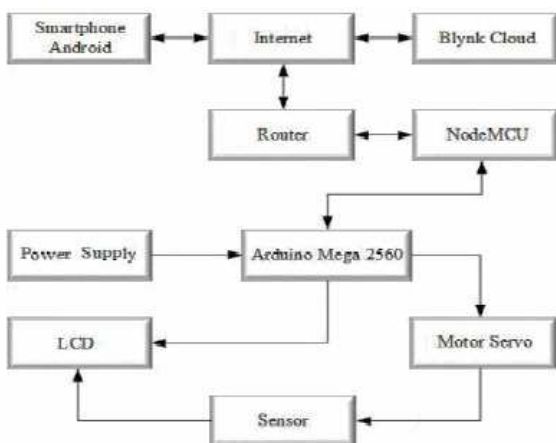 Smartphone
Android
Internet
Blynk Cloud
Router
NodeMCU
Power Supply
Arduino Mega 2560
LCD
Motor Servo
Sensor